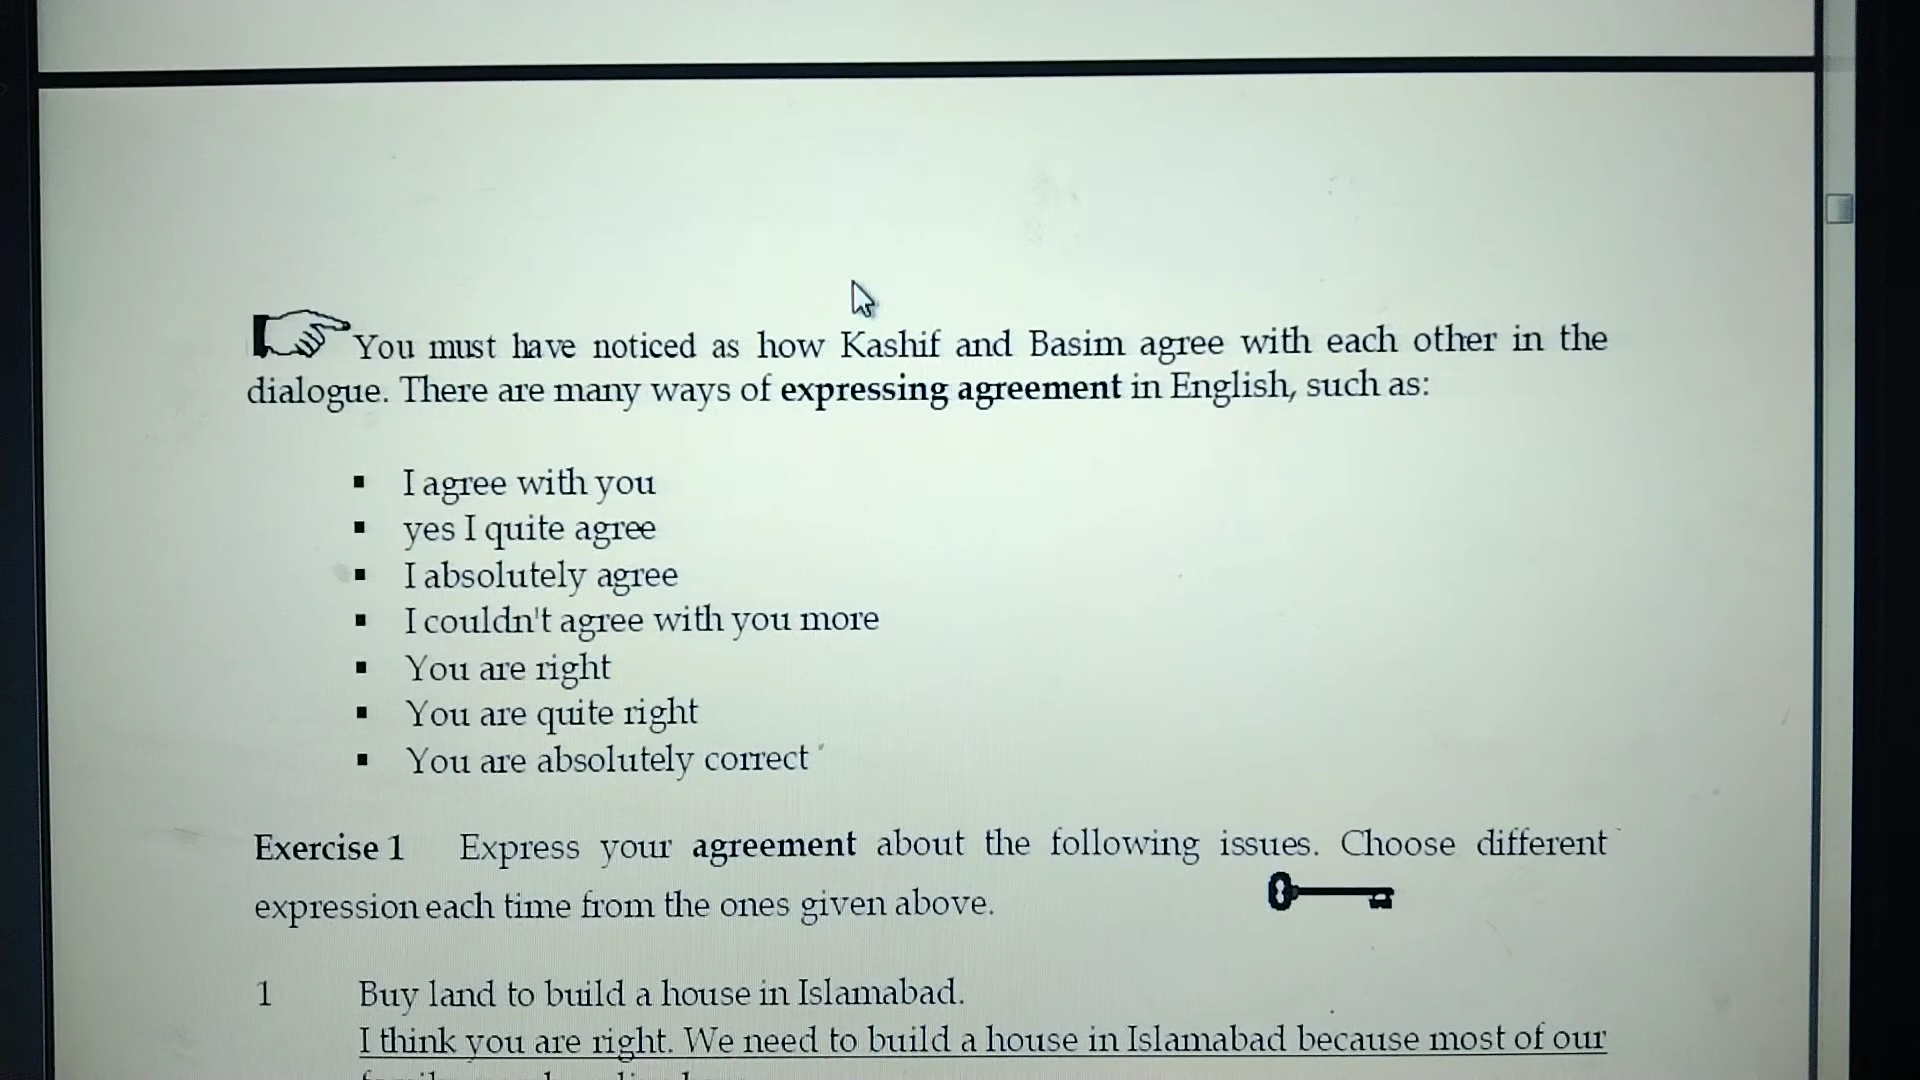 You must have noticed as how Kashif and Basim agree with each other in the
dialogue. There are many ways of expressing agreement in English, such as:
▪ I agree with you
▪ yes I quite agree
▪ I absolutely agree
▪ I couldn't agree with you more
▪ You are right
▪ You are quite right
▪ You are absolutely correct
Exercise 1 Express your agreement about the following issues. Choose different
expression each time from the ones given above.
1 Buy land to build a house in Islamabad.
I think you are right. We need to build a house in Islamabad because most of our